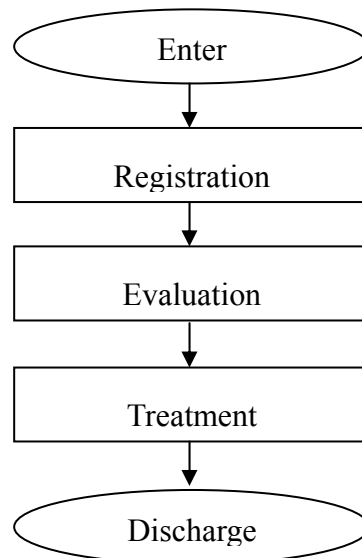 Enter
Registration
Evaluation
Treatment
Discharge